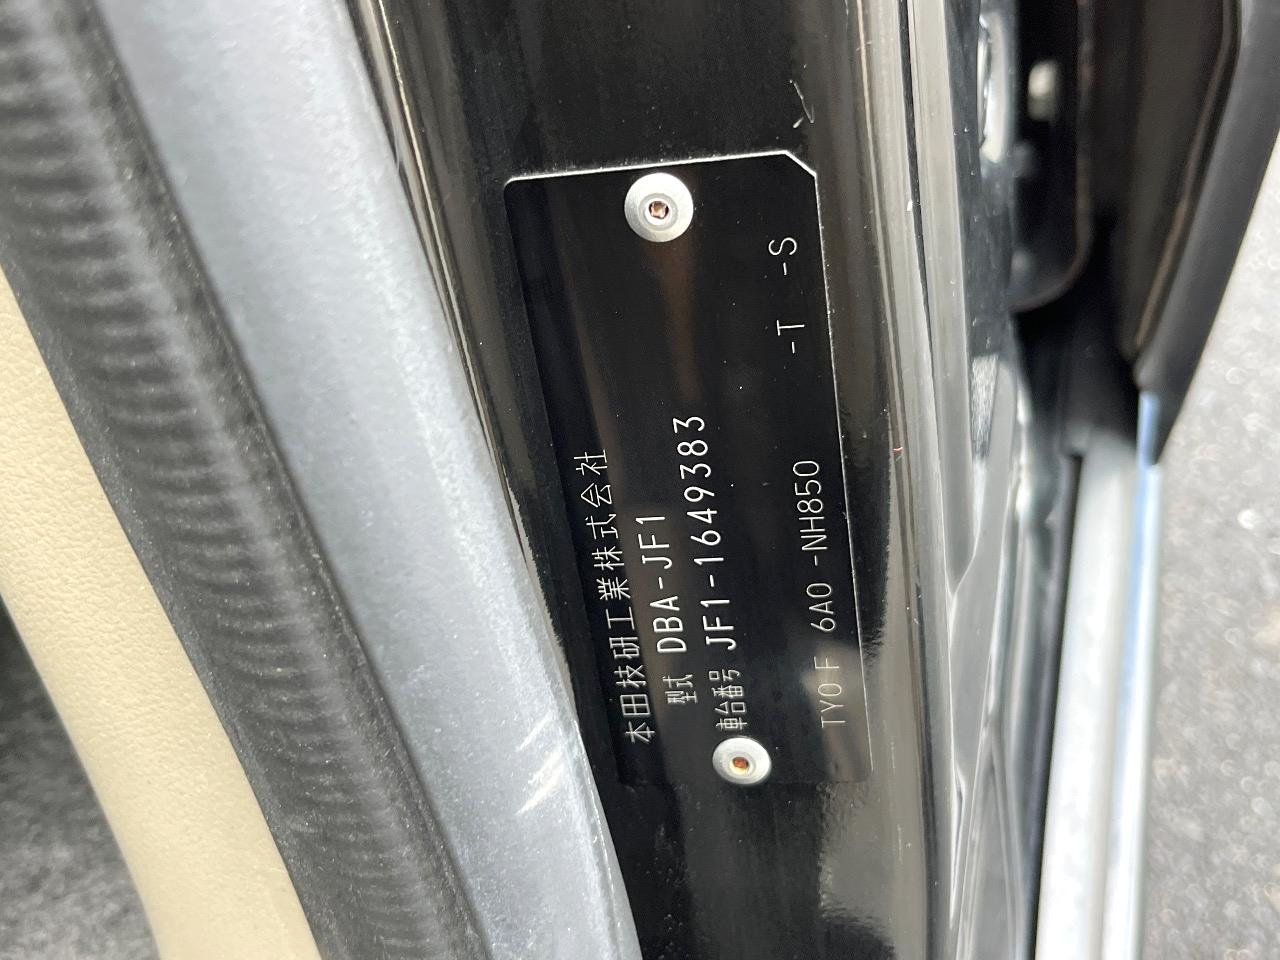 本田技研工業株式会社
型式 DBA-JF1
車台番号 JF1-1649383
TY0F 6A0 -NH850 -T -S